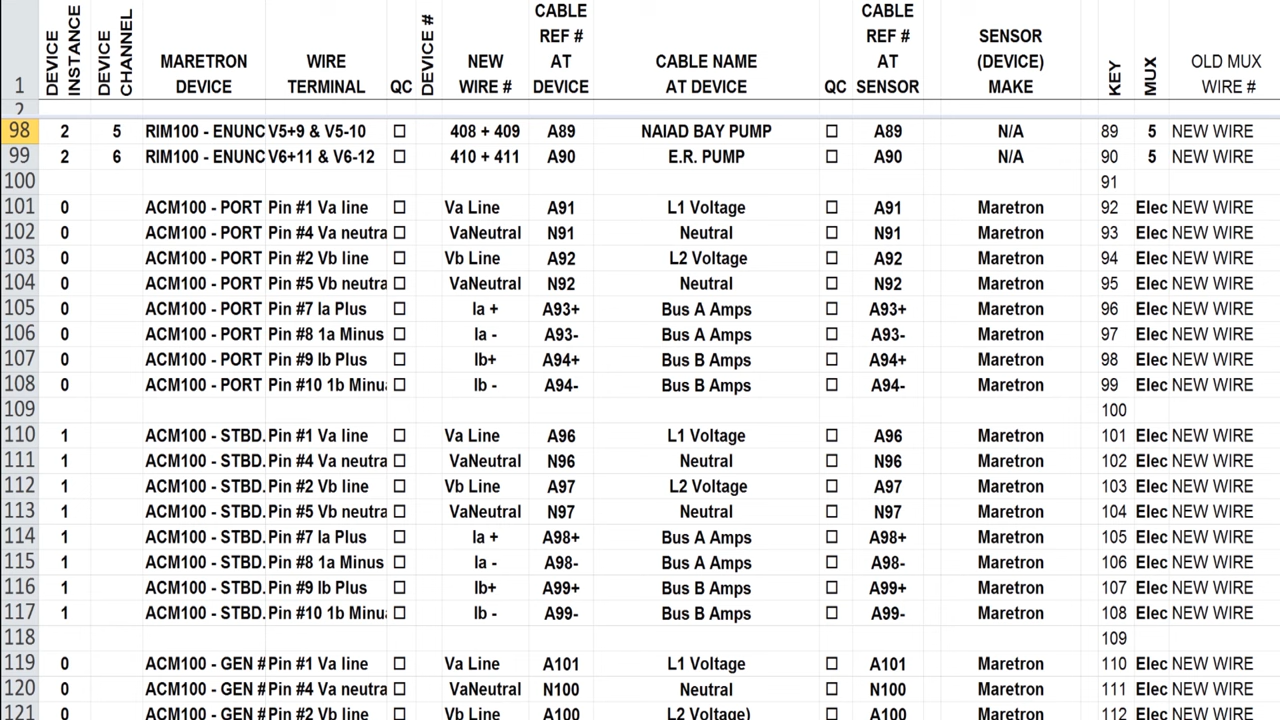 1 DEVICE INSTANCE DEVICE CHANNEL MARETRON DEVICE WIRE TERMINAL QC DEVICE # NEW WIRE # CABLE REF # AT DEVICE CABLE NAME AT DEVICE QC CABLE REF # AT SENSOR SENSOR (DEVICE) MAKE KEY MUX OLD MUX WIRE #
2
98 2 5 RIM100 - ENUNC V5+9 & V5-10 ☐ 408 + 409 A89 NAIAD BAY PUMP ☐ A89 N/A 89 5 NEW WIRE
99 2 6 RIM100 - ENUNC V6+11 & V6-12 ☐ 410 + 411 A90 E.R. PUMP ☐ A90 N/A 90 5 NEW WIRE
100 91
101 0 ACM100 - PORT Pin #1 Va line ☐ Va Line A91 L1 Voltage ☐ A91 Maretron 92 Elec NEW WIRE
102 0 ACM100 - PORT Pin #4 Va neutra ☐ VaNeutral N91 Neutral ☐ N91 Maretron 93 Elec NEW WIRE
103 0 ACM100 - PORT Pin #2 Vb line ☐ Vb Line A92 L2 Voltage ☐ A92 Maretron 94 Elec NEW WIRE
104 0 ACM100 - PORT Pin #5 Vb neutra ☐ VaNeutral N92 Neutral ☐ N92 Maretron 95 Elec NEW WIRE
105 0 ACM100 - PORT Pin #7 Ia Plus ☐ Ia + A93+ Bus A Amps ☐ A93+ Maretron 96 Elec NEW WIRE
106 0 ACM100 - PORT Pin #8 1a Minus ☐ Ia - A93- Bus A Amps ☐ A93- Maretron 97 Elec NEW WIRE
107 0 ACM100 - PORT Pin #9 Ib Plus ☐ Ib+ A94+ Bus B Amps ☐ A94+ Maretron 98 Elec NEW WIRE
108 0 ACM100 - PORT Pin #10 1b Minu ☐ Ib - A94- Bus B Amps ☐ A94- Maretron 99 Elec NEW WIRE
109 100
110 1 ACM100 - STBD. Pin #1 Va line ☐ Va Line A96 L1 Voltage ☐ A96 Maretron 101 Elec NEW WIRE
111 1 ACM100 - STBD. Pin #4 Va neutra ☐ VaNeutral N96 Neutral ☐ N96 Maretron 102 Elec NEW WIRE
112 1 ACM100 - STBD. Pin #2 Vb line ☐ Vb Line A97 L2 Voltage ☐ A97 Maretron 103 Elec NEW WIRE
113 1 ACM100 - STBD. Pin #5 Vb neutra ☐ VaNeutral N97 Neutral ☐ N97 Maretron 104 Elec NEW WIRE
114 1 ACM100 - STBD. Pin #7 Ia Plus ☐ Ia + A98+ Bus A Amps ☐ A98+ Maretron 105 Elec NEW WIRE
115 1 ACM100 - STBD. Pin #8 1a Minus ☐ Ia - A98- Bus A Amps ☐ A98- Maretron 106 Elec NEW WIRE
116 1 ACM100 - STBD. Pin #9 Ib Plus ☐ Ib+ A99+ Bus B Amps ☐ A99+ Maretron 107 Elec NEW WIRE
117 1 ACM100 - STBD. Pin #10 1b Minu ☐ Ib - A99- Bus B Amps ☐ A99- Maretron 108 Elec NEW WIRE
118 109
119 0 ACM100 - GEN # Pin #1 Va line ☐ Va Line A101 L1 Voltage ☐ A101 Maretron 110 Elec NEW WIRE
120 0 ACM100 - GEN # Pin #4 Va neutra ☐ VaNeutral N100 Neutral ☐ N100 Maretron 111 Elec NEW WIRE
121 0 ACM100 - GEN # Pin #2 Vb line ☐ Vb Line A100 L2 Voltage) ☐ A100 Maretron 112 Elec NEW WIRE